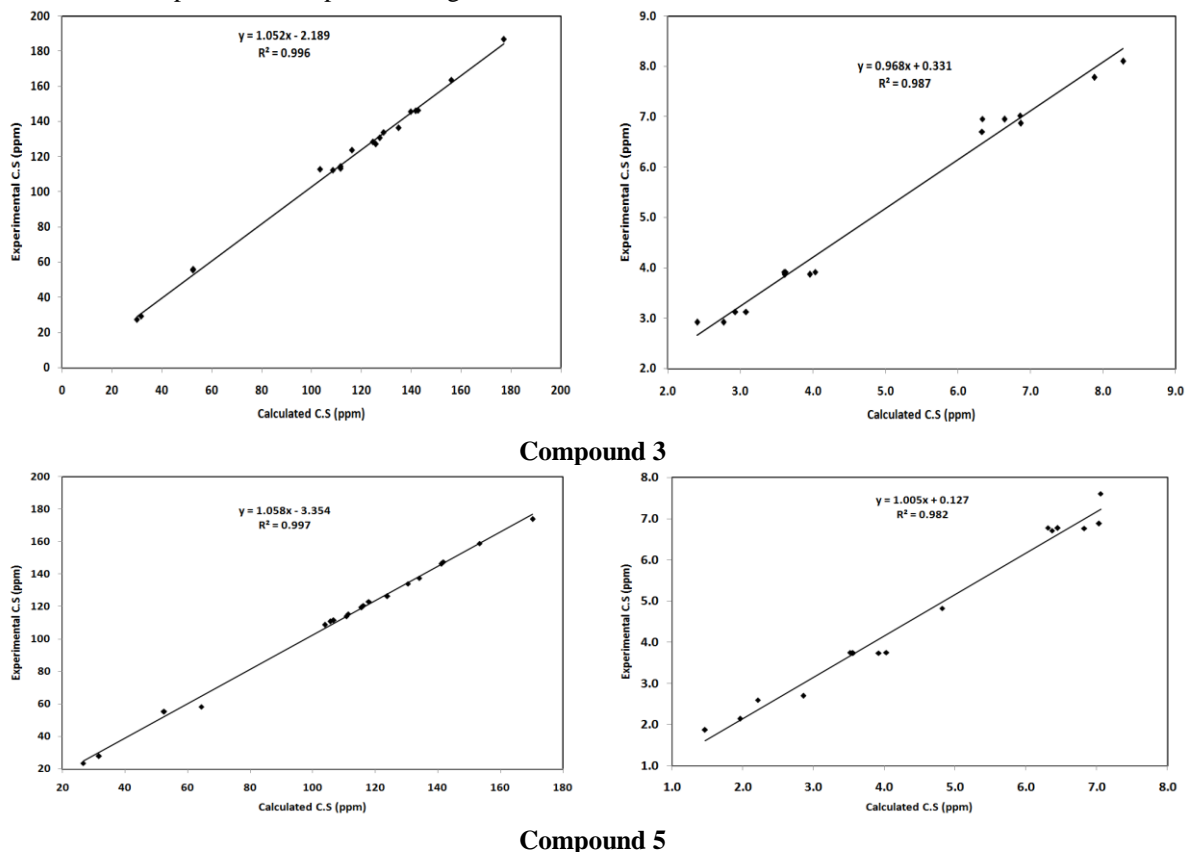 y = 1.052x - 2.189
R² = 0.996
Experimental C.S (ppm)
200
180
160
140
120
100
80
60
40
20
0
0 20 40 60 80 100 120 140 160 180 200
Calculated C.S (ppm)
y = 0.968x + 0.331
R² = 0.987
Experimental C.S (ppm)
9.0
8.0
7.0
6.0
5.0
4.0
3.0
2.0
2.0 3.0 4.0 5.0 6.0 7.0 8.0 9.0
Calculated C.S (ppm)
Compound 3
y = 1.058x - 3.354
R² = 0.997
Experimental C.S (ppm)
200
180
160
140
120
100
80
60
40
20
20 40 60 80 100 120 140 160 180
Calculated C.S (ppm)
y = 1.005x + 0.127
R² = 0.982
Experimental C.S (ppm)
8.0
7.0
6.0
5.0
4.0
3.0
2.0
1.0
1.0 2.0 3.0 4.0 5.0 6.0 7.0 8.0
Calculated C.S (ppm)
Compound 5